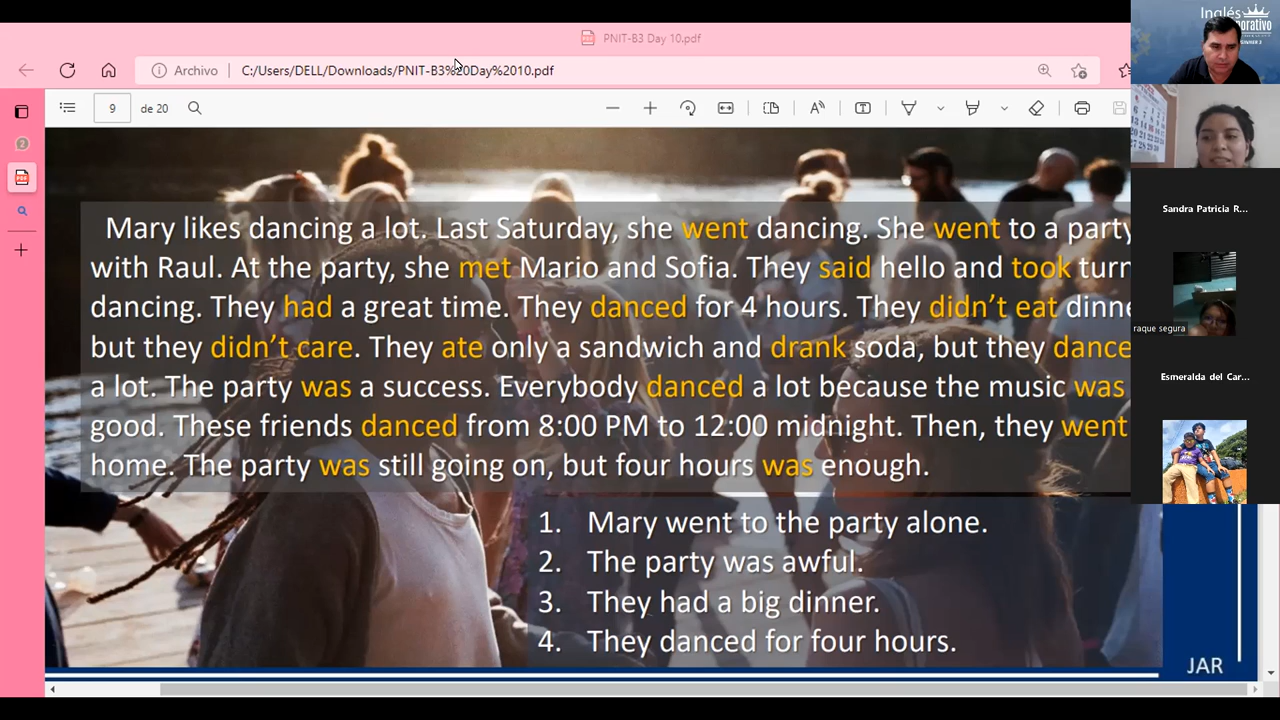 PNIT-B3 Day 10.pdf
Archivo
C:/Users/DELL/Downloads/PNIT-B3%20Day%2010.pdf
9 de 20
Mary likes dancing a lot. Last Saturday, she went dancing. She went to a party
with Raul. At the party, she met Mario and Sofia. They said hello and took turn
dancing. They had a great time. They danced for 4 hours. They didn't eat dinne
but they didn't care. They ate only a sandwich and drank soda, but they dance
a lot. The party was a success. Everybody danced a lot because the music was
good. These friends danced from 8:00 PM to 12:00 midnight. Then, they went
home. The party was still going on, but four hours was enough.
1. Mary went to the party alone.
2. The party was awful.
3. They had a big dinner.
4. They danced for four hours.
JAR
Inglés
Sandra Patricia R...
raque segura
Esmeralda del Car...